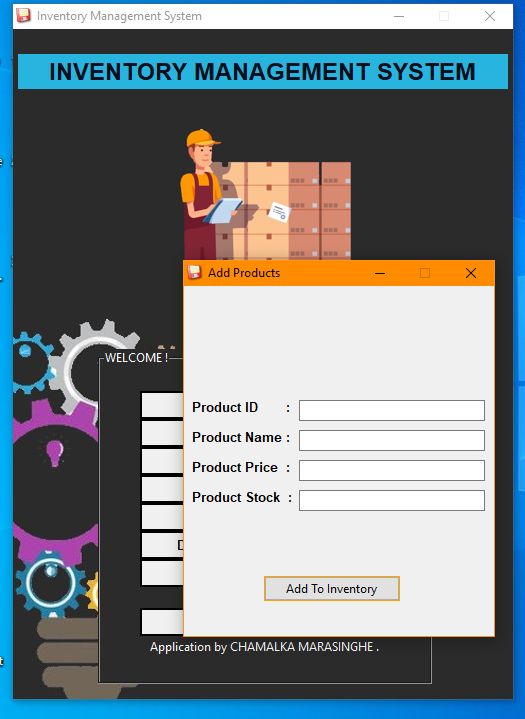 Inventory Management System
INVENTORY MANAGEMENT SYSTEM
Add Products
WELCOME !
Product ID :
Product Name :
Product Price :
Product Stock :
Add To Inventory
Application by CHAMALKA MARASINGHE .